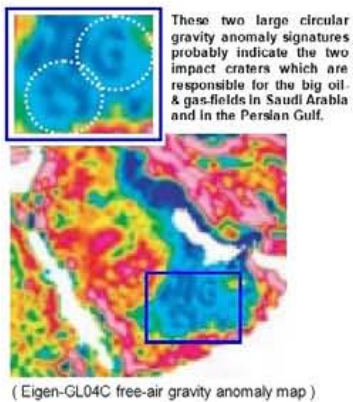 These two large circular
gravity anomaly signatures
probably indicate the two
impact craters which are
responsible for the big oil-
& gas-fields in Saudi Arabia
and in the Persian Gulf.
( Eigen-GL04C free-air gravity anomaly map )